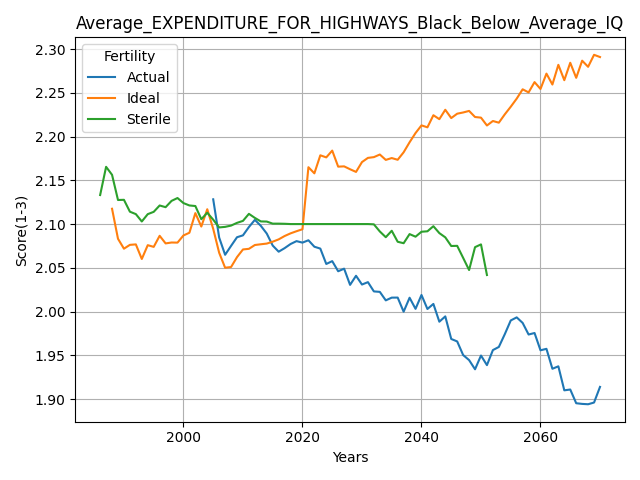 Average_EXPENDITURE_FOR_HIGHWAYS_Black_Below_Average_IQ
Fertility
Actual
Ideal
Sterile
Score(1-3)
2.30
2.25
2.20
2.15
2.10
2.05
2.00
1.95
1.90
2000
2020
2040
2060
Years